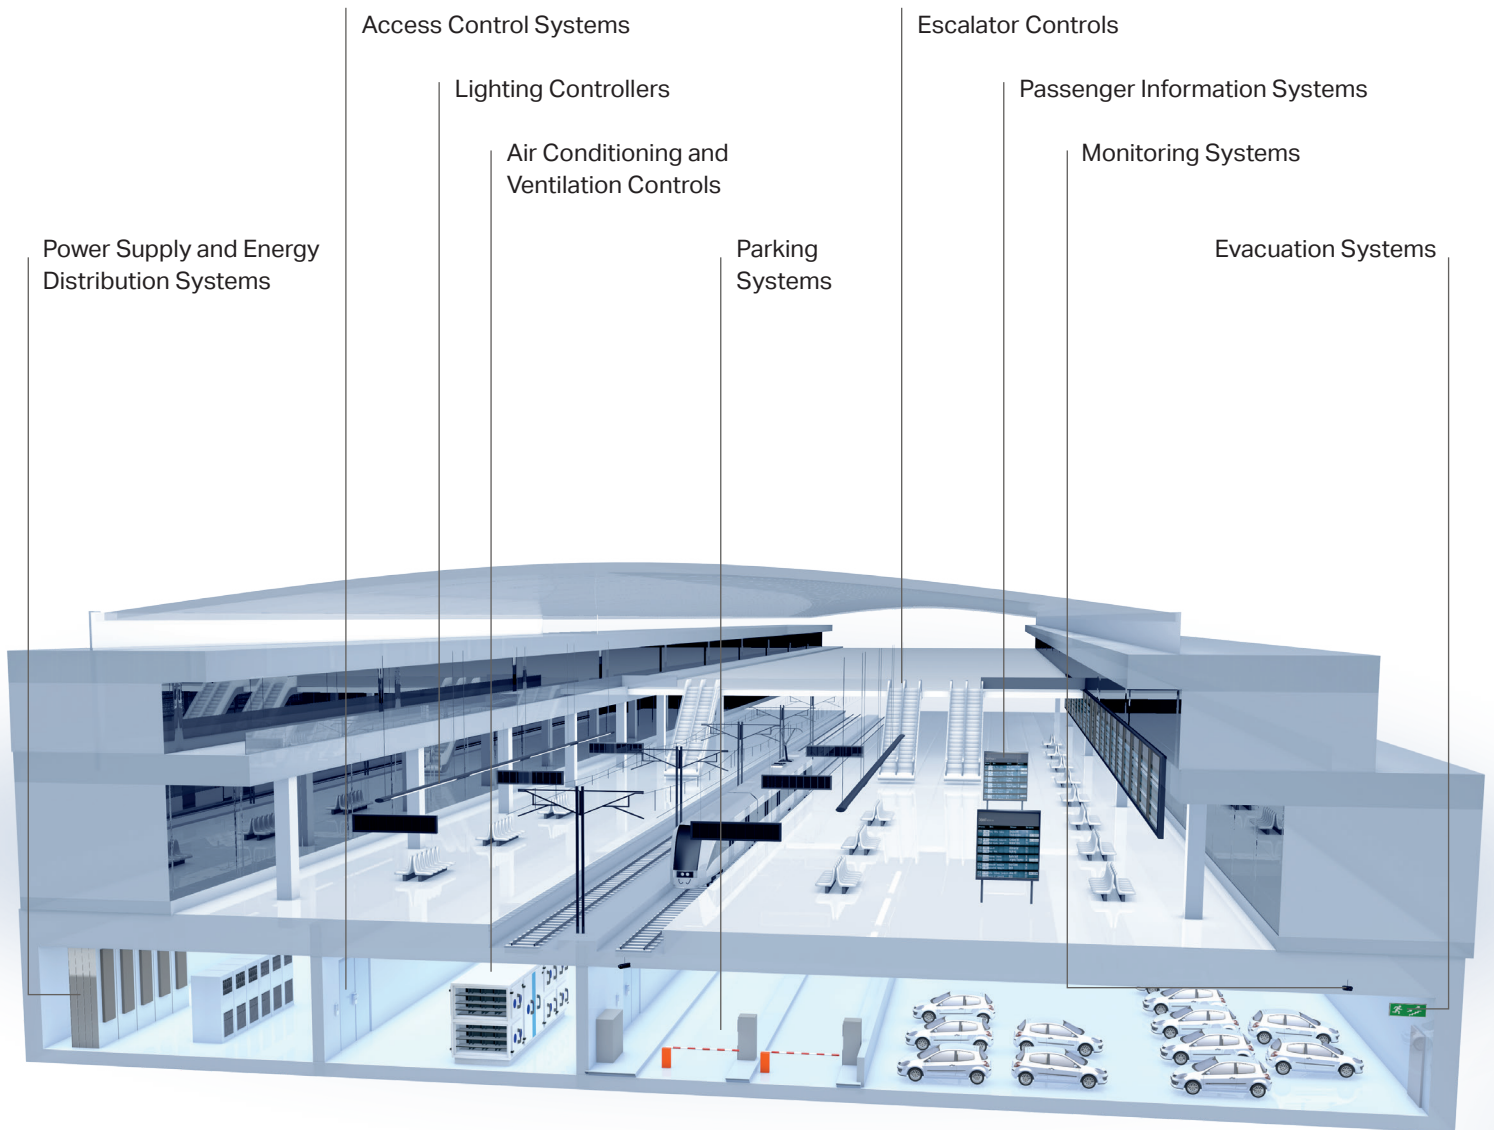 Access Control Systems
Escalator Controls
Lighting Controllers
Passenger Information Systems
Air Conditioning and
Ventilation Controls
Monitoring Systems
Power Supply and Energy
Distribution Systems
Parking
Systems
Evacuation Systems